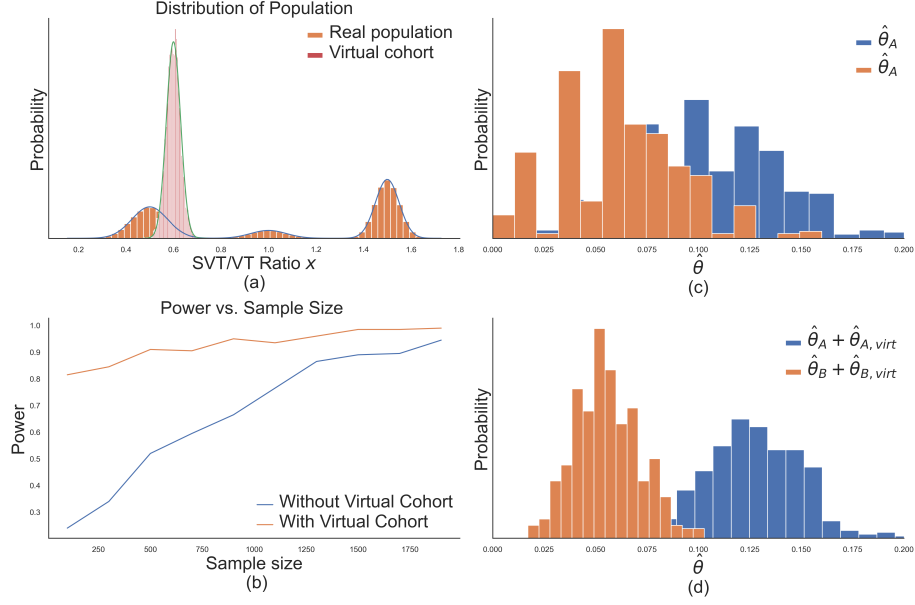 Distribution of Population
Real population
Virtual cohort
Probability
0.2 0.4 0.6 0.8 1.0 1.2 1.4 1.6 1.8
SVT/VT Ratio x
(a)
θ̂_A
θ̂_A
Probability
0.000 0.025 0.050 0.075 0.100 0.125 0.150 0.175 0.200
θ̂
(c)
Power vs. Sample Size
1.0
0.9
0.8
0.7
0.6
0.5
0.4
0.3
Power
Without Virtual Cohort
With Virtual Cohort
250 500 750 1000 1250 1500 1750
Sample size
(b)
θ̂_A + θ̂_{A,virt}
θ̂_B + θ̂_{B,virt}
Probability
0.000 0.025 0.050 0.075 0.100 0.125 0.150 0.175 0.200
θ̂
(d)